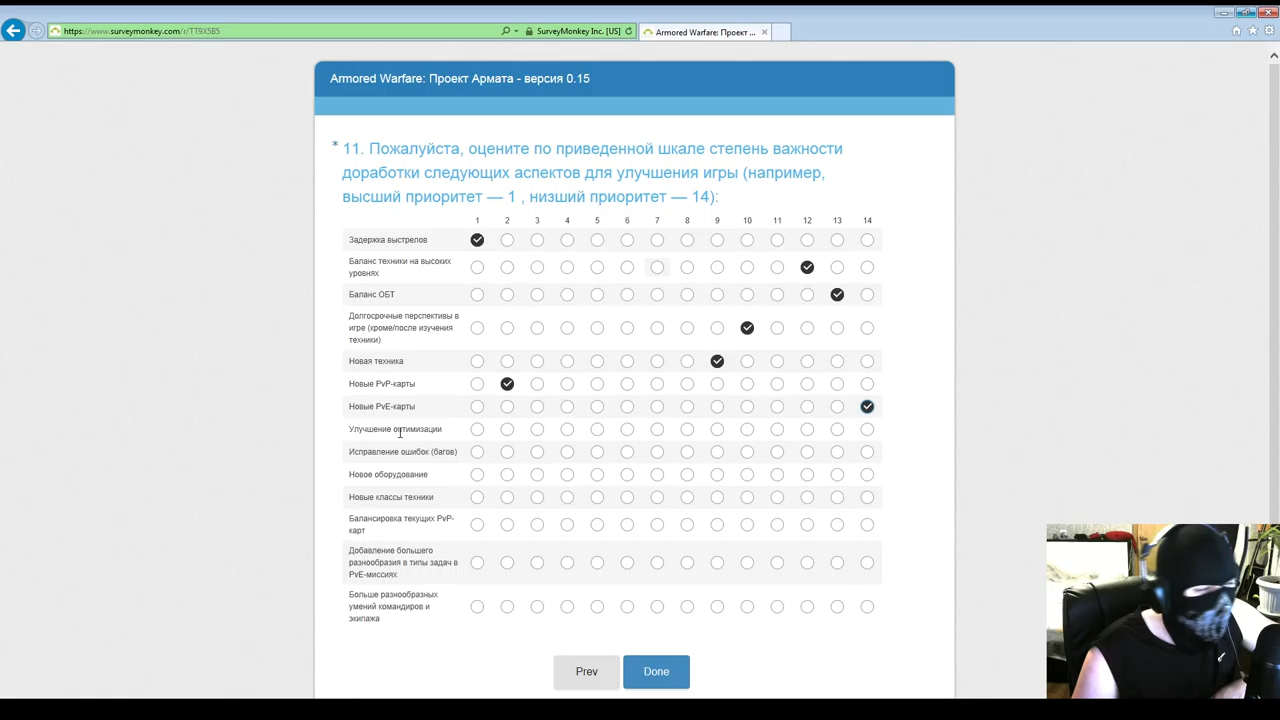 https://www.surveymonkey.com/r/TT9X5B5
SurveyMonkey Inc. [US]
Armored Warfare: Проект ...
Armored Warfare: Проект Армата - версия 0.15
* 11. Пожалуйста, оцените по приведенной шкале степень важности
доработки следующих аспектов для улучшения игры (например,
высший приоритет — 1 , низший приоритет — 14):
1 2 3 4 5 6 7 8 9 10 11 12 13 14
Задержка выстрелов
Баланс техники на высоких
уровнях
Баланс ОБТ
Долгосрочные перспективы в
игре (кроме/после изучения
техники)
Новая техника
Новые PvP-карты
Новые PvE-карты
Улучшение оптимизации
Исправление ошибок (багов)
Новое оборудование
Новые классы техники
Балансировка текущих PvP-
карт
Добавление большего
разнообразия в типы задач в
PvE-миссиях
Больше разнообразных
умений командиров и
экипажа
Prev
Done